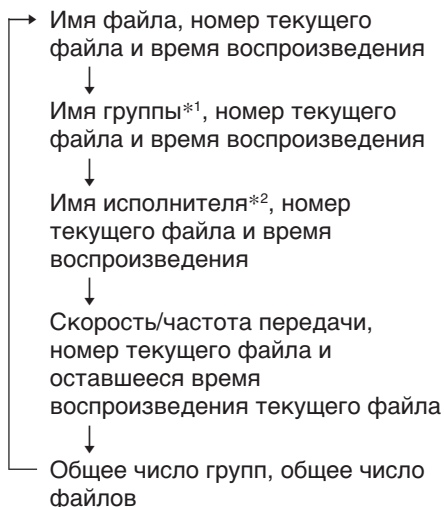 Имя файла, номер текущего
файла и время воспроизведения
Имя группы*1, номер текущего
файла и время воспроизведения
Имя исполнителя*2, номер
текущего файла и время
воспроизведения
Скорость/частота передачи,
номер текущего файла и
оставшееся время
воспроизведения текущего файла
Общее число групп, общее число
файлов